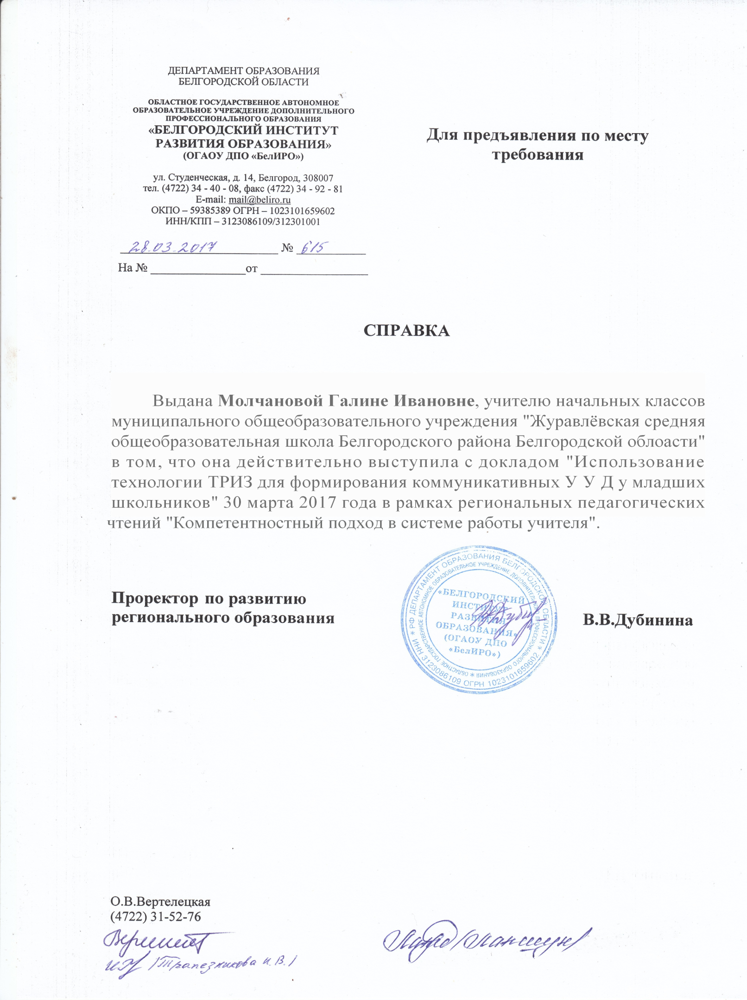 ДЕПАРТАМЕНТ ОБРАЗОВАНИЯ
БЕЛГОРОДСКОЙ ОБЛАСТИ
ОБЛАСТНОЕ ГОСУДАРСТВЕННОЕ АВТОНОМНОЕ
ОБРАЗОВАТЕЛЬНОЕ УЧРЕЖДЕНИЕ ДОПОЛНИТЕЛЬНОГО
ПРОФЕССИОНАЛЬНОГО ОБРАЗОВАНИЯ
«БЕЛГОРОДСКИЙ ИНСТИТУТ
РАЗВИТИЯ ОБРАЗОВАНИЯ»
(ОГАОУ ДПО «БелИРО»)
ул. Студенческая, д. 14, Белгород, 308007
тел. (4722) 34 - 40 - 08, факс (4722) 34 - 92 - 81
E-mail: mail@beliro.ru
ОКПО – 59385389 ОГРН – 1023101659602
ИНН/КПП – 3123086109/312301001
28.03.2017 № 615
На № от
Для предъявления по месту
требования
СПРАВКА
Выдана Молчановой Галине Ивановне, учителю начальных классов
муниципального общеобразовательного учреждения "Журавлёвская средняя
общеобразовательная школа Белгородского района Белгородской облоасти"
в том, что она действительно выступила с докладом "Использование
технологии ТРИЗ для формирования коммуникативных У У Д у младших
школьников" 30 марта 2017 года в рамках региональных педагогических
чтений "Компетентностный подход в системе работы учителя".
Проректор по развитию
регионального образования
В.В.Дубинина
РФ ДЕПАРТАМЕНТ ОБРАЗОВАНИЯ БЕЛГОРОДСКОЙ ОБЛАСТИ * ИНН 3123086109 ОГРН 1023101659602 *
ОБЛАСТНОЕ ГОСУДАРСТВЕННОЕ АВТОНОМНОЕ ОБРАЗОВАТЕЛЬНОЕ УЧРЕЖДЕНИЕ ДОПОЛНИТЕЛЬНОГО ПРОФЕССИОНАЛЬНОГО ОБРАЗОВАНИЯ *
«БЕЛГОРОДСКИЙ
ИНСТИТУТ
РАЗВИТИЯ
ОБРАЗОВАНИЯ»
(ОГАОУ ДПО
«БелИРО»)
О.В.Вертелецкая
(4722) 31-52-76
/Трапезникова И.В./